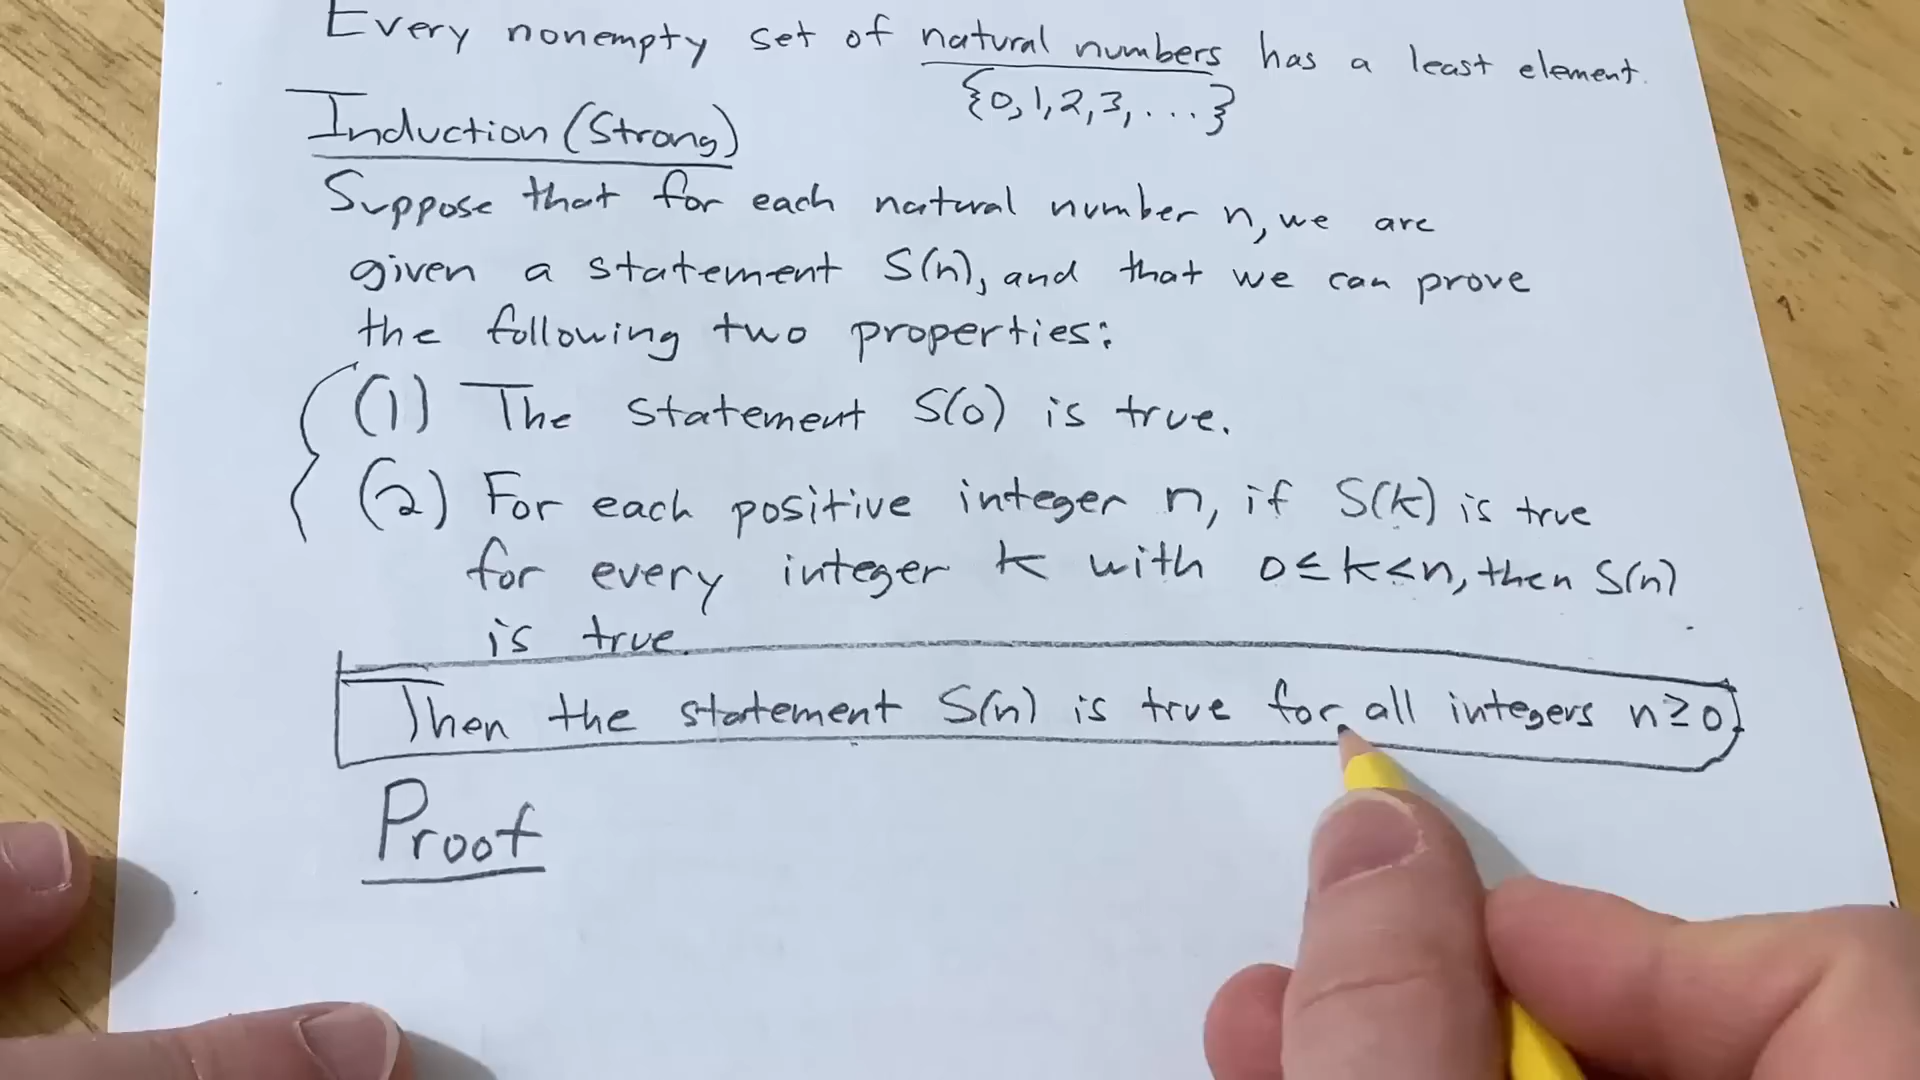 Every nonempty set of natural numbers has a least element.
{0,1,2,3,...}
Induction (Strong)
Suppose that for each natural number n, we are
given a statement S(n), and that we can prove
the following two properties:
(1) The statement S(0) is true.
(2) For each positive integer n, if S(k) is true
for every integer k with 0≤k<n, then S(n)
is true.
Then the statement S(n) is true for all integers n≥0.
Proof